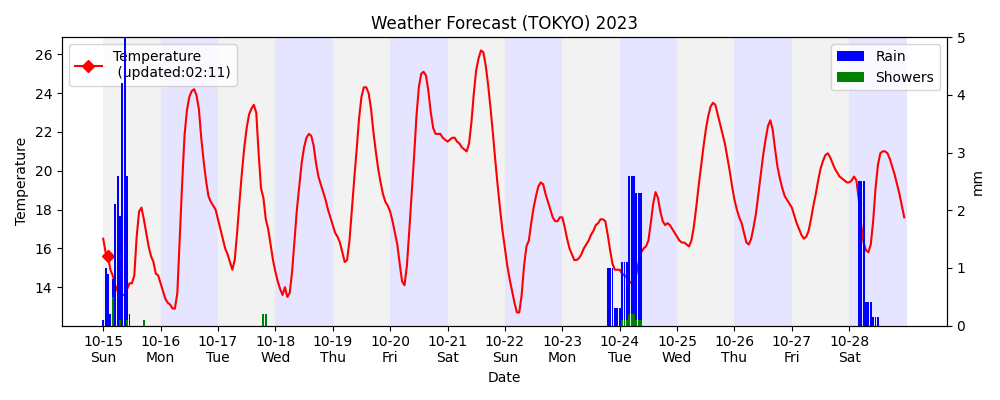 Weather Forecast (TOKYO) 2023
Temperature
(updated:02:11)
Rain
Showers
26
24
22
20
18
16
14
Temperature
5
4
3
2
1
0
mm
10-15 10-16 10-17 10-18 10-19 10-20 10-21 10-22 10-23 10-24 10-25 10-26 10-27 10-28
Sun Mon Tue Wed Thu Fri Sat Sun Mon Tue Wed Thu Fri Sat
Date